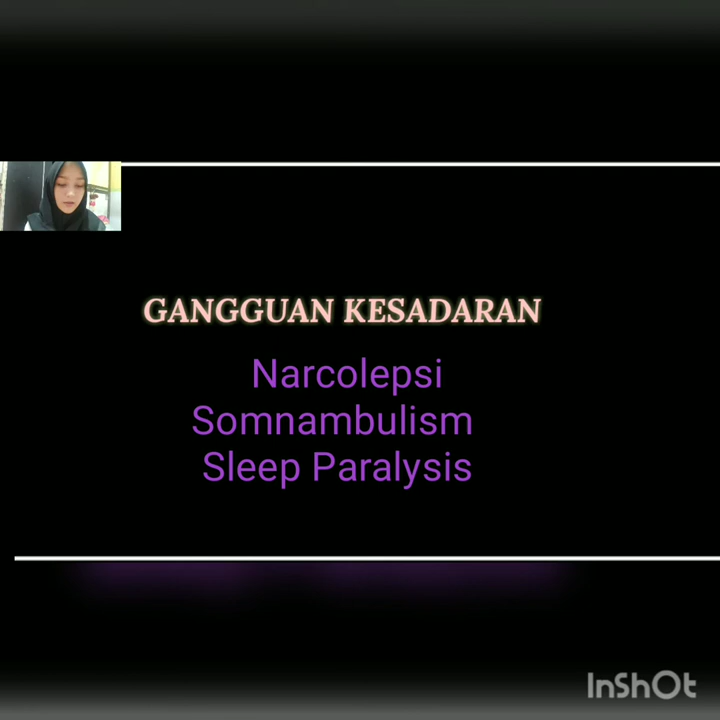 GANGGUAN KESADARAN
Narcolepsi
Somnambulism
Sleep Paralysis
InShOt